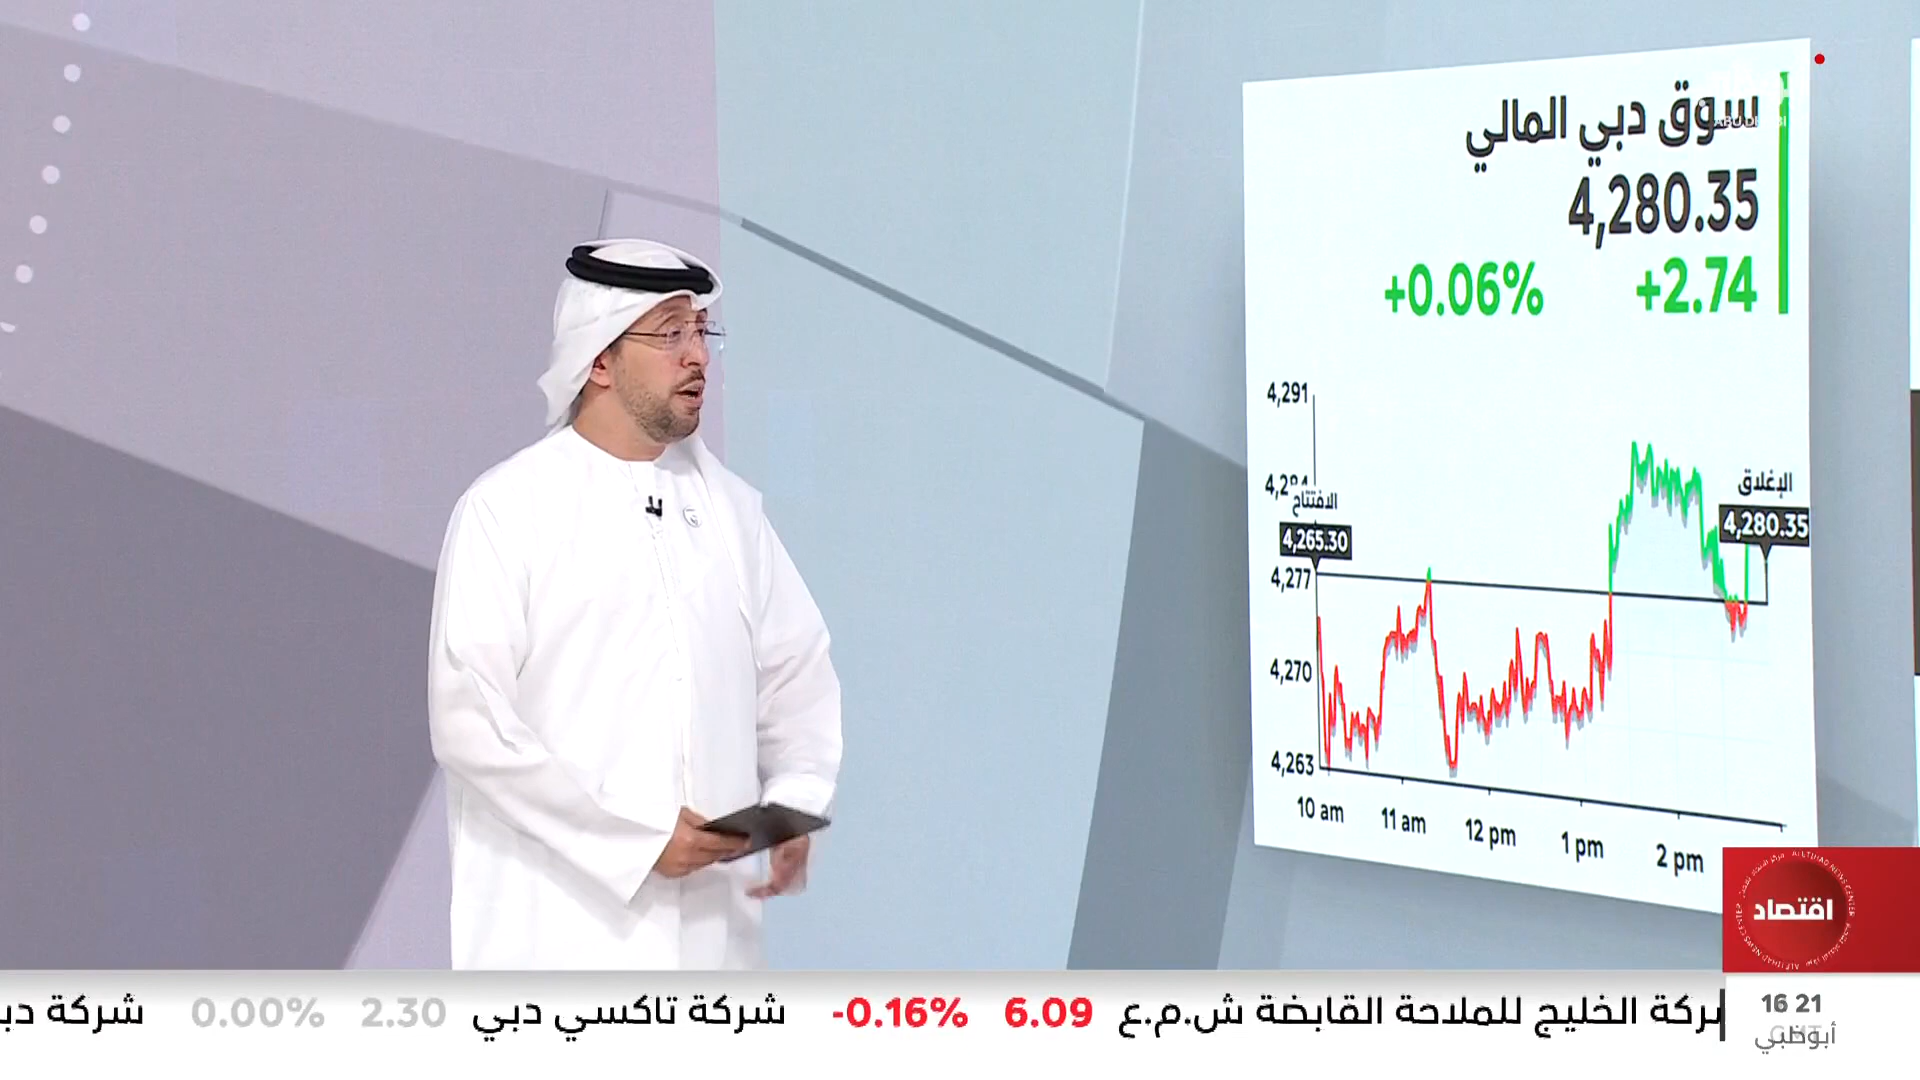 سوق دبي المالي
4,280.35
+2.74 +0.06%
4,291
الإغلاق
4,280.35
الافتتاح
4,265.30
4,277
4,270
4,263
10 am 11 am 12 pm 1 pm 2 pm
اقتصاد
شركة الخليج للملاحة القابضة ش.م.ع 6.09 -0.16% شركة تاكسي دبي 2.30 0.00% شركة
16 21
أبوظبي